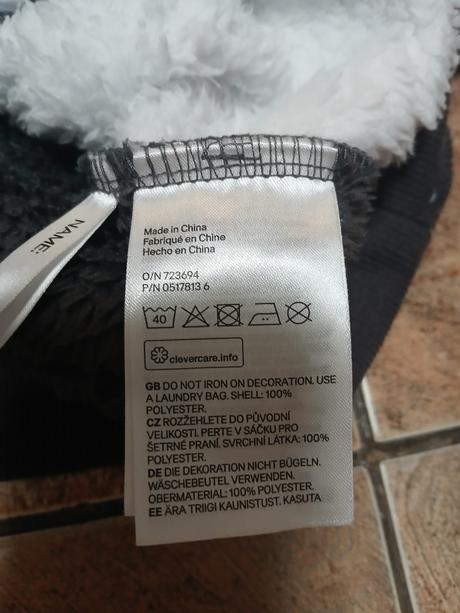 NAME:
Made in China
Fabriqué en Chine
Hecho en China
O/N 723694
P/N 0517813 6
40
clevercare.info
GB DO NOT IRON ON DECORATION. USE
A LAUNDRY BAG. SHELL: 100%
POLYESTER.
CZ ROZŽEHLETE DO PŮVODNÍ
VELIKOSTI. PERTE V SÁČKU PRO
ŠETRNÉ PRANÍ. SVRCHNÍ LÁTKA: 100%
POLYESTER.
DE DIE DEKORATION NICHT BÜGELN.
WÄSCHEBEUTEL VERWENDEN.
OBERMATERIAL: 100% POLYESTER.
EE ÄRA TRIIGI KAUNISTUST. KASUTA